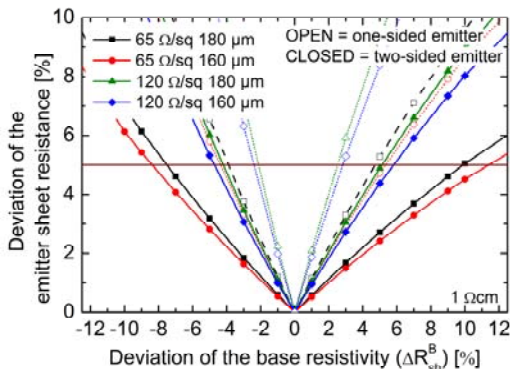 Deviation of the
emitter sheet resistance [%]
10
8
6
4
2
0
65 Ω/sq 180 µm
65 Ω/sq 160 µm
120 Ω/sq 180 µm
120 Ω/sq 160 µm
OPEN = one-sided emitter
CLOSED = two-sided emitter
1 Ωcm
-12 -10 -8 -6 -4 -2 0 2 4 6 8 10 12
Deviation of the base resistivity (ΔR_sh^B) [%]